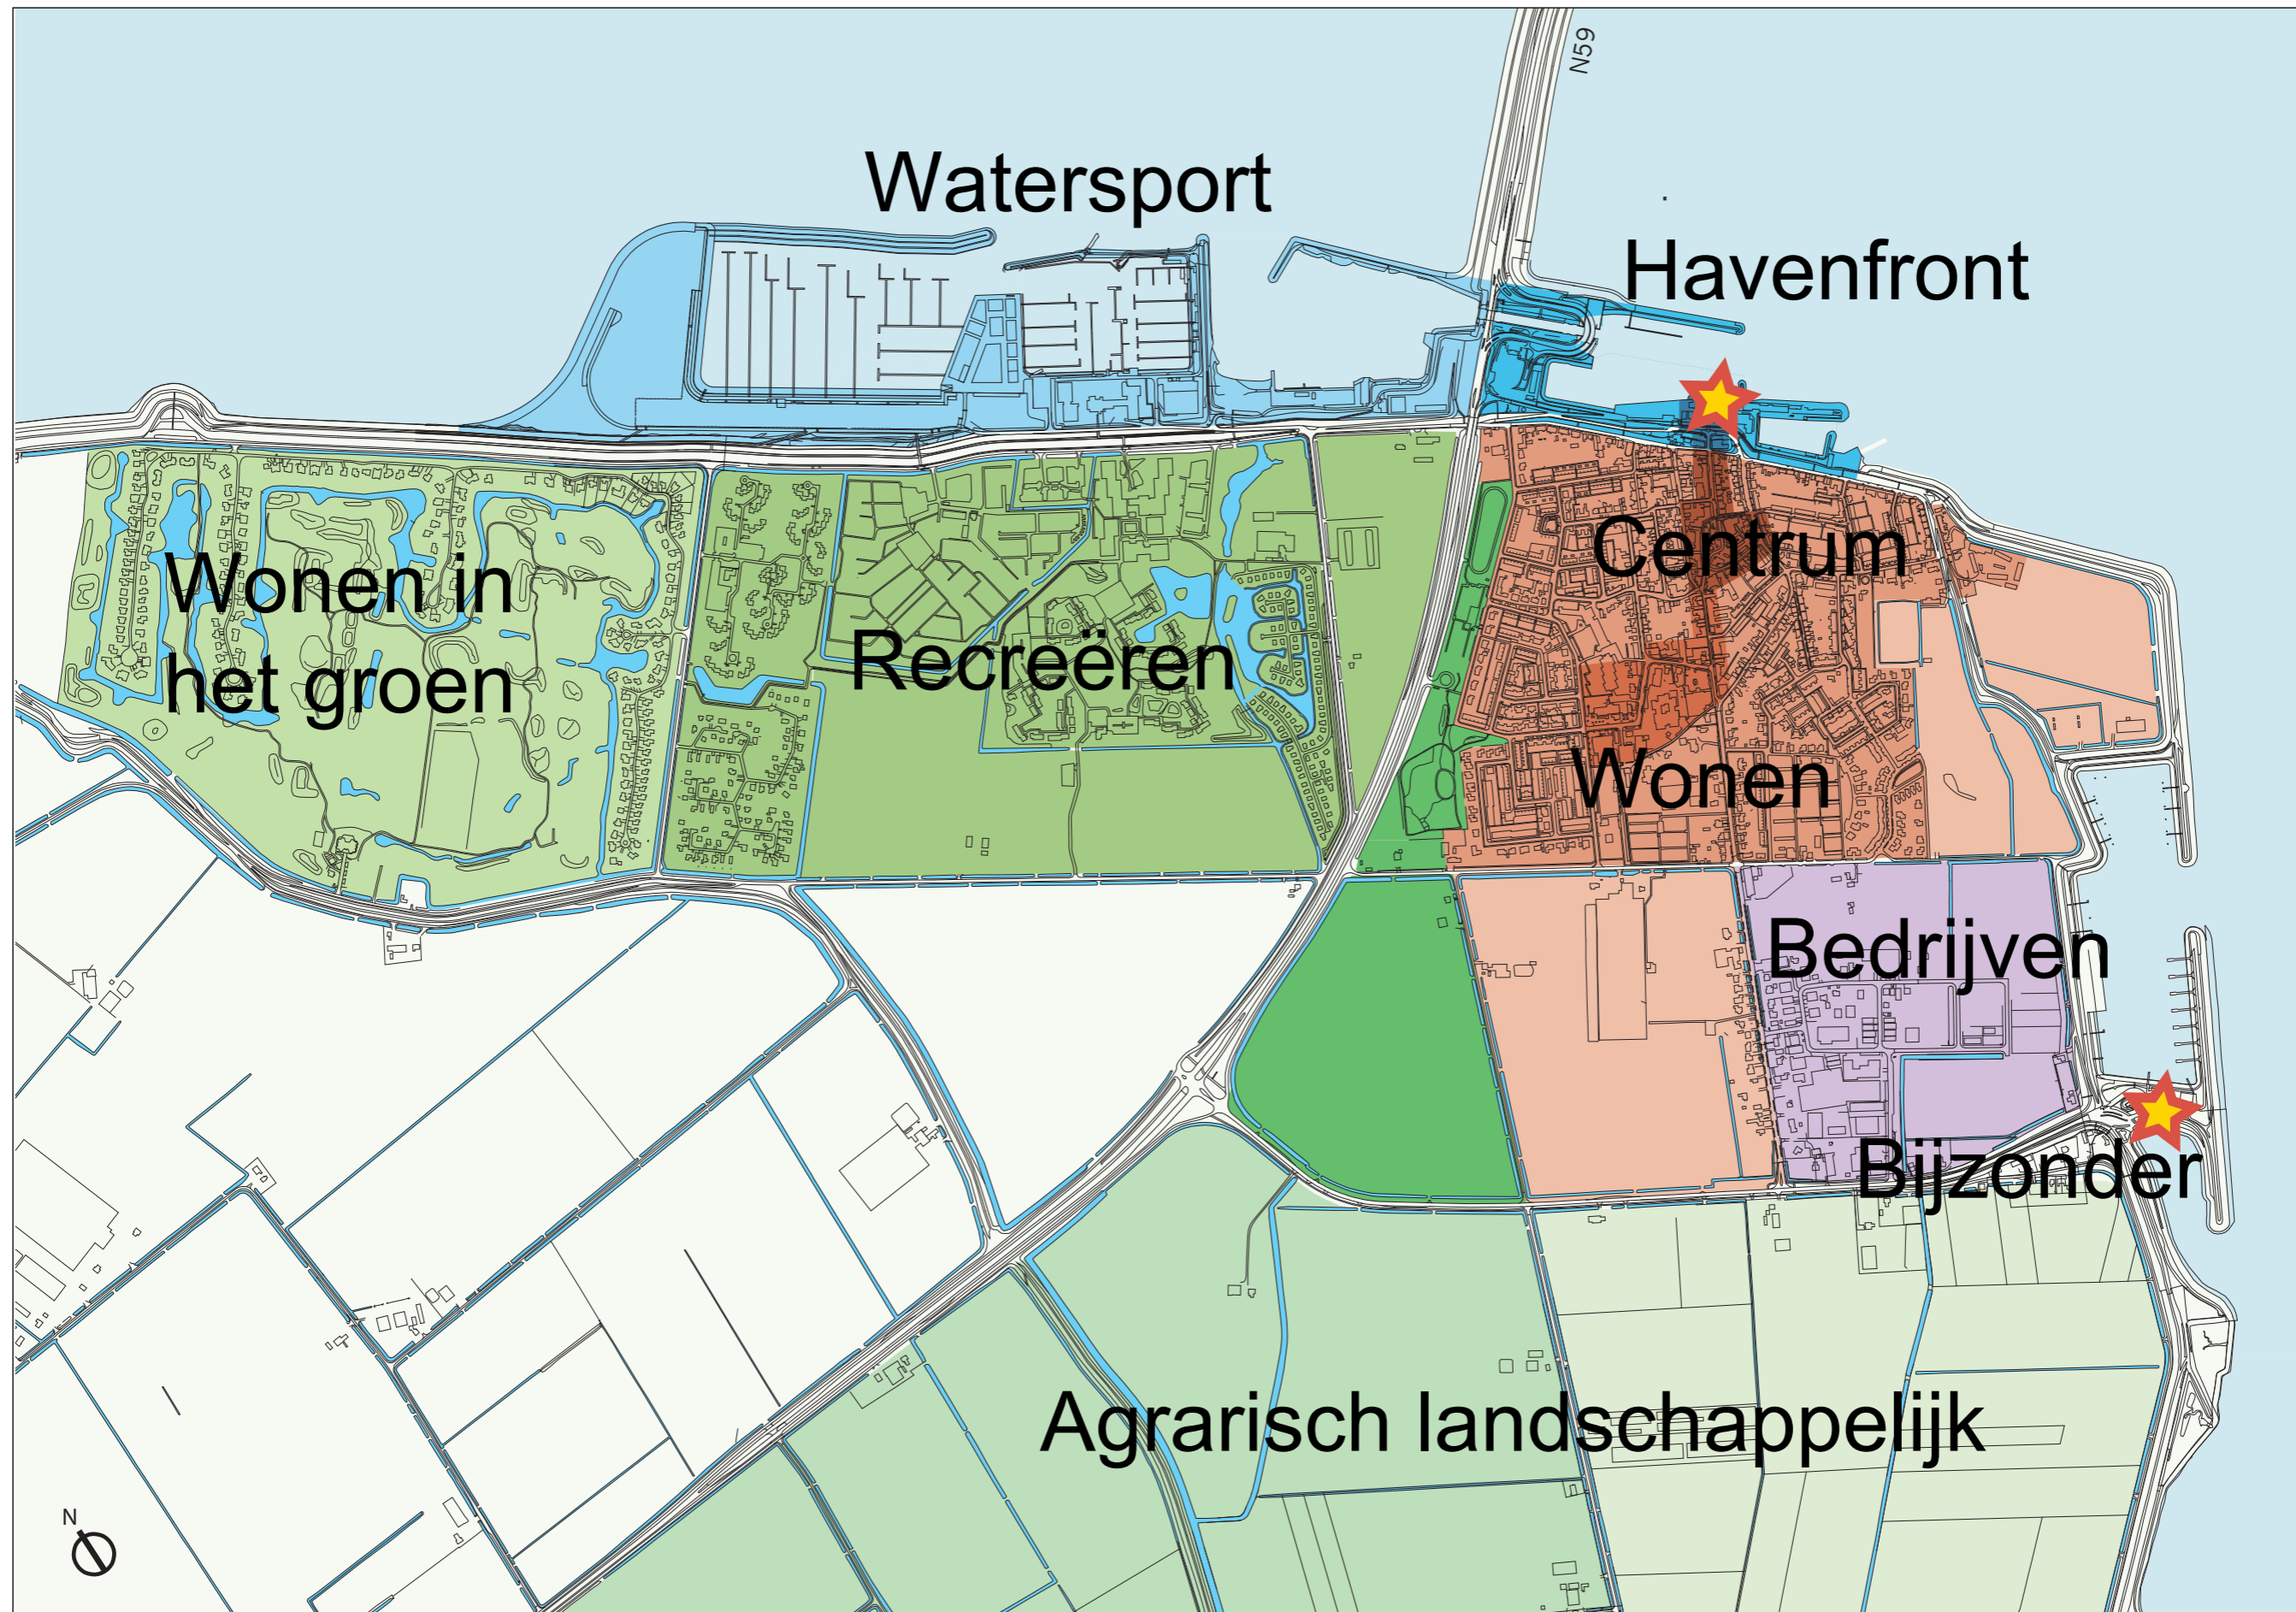 N59
Watersport
Havenfront
Centrum
Wonen in
het groen
Recreëren
Wonen
Bedrijven
Bijzonder
Agrarisch landschappelijk
N